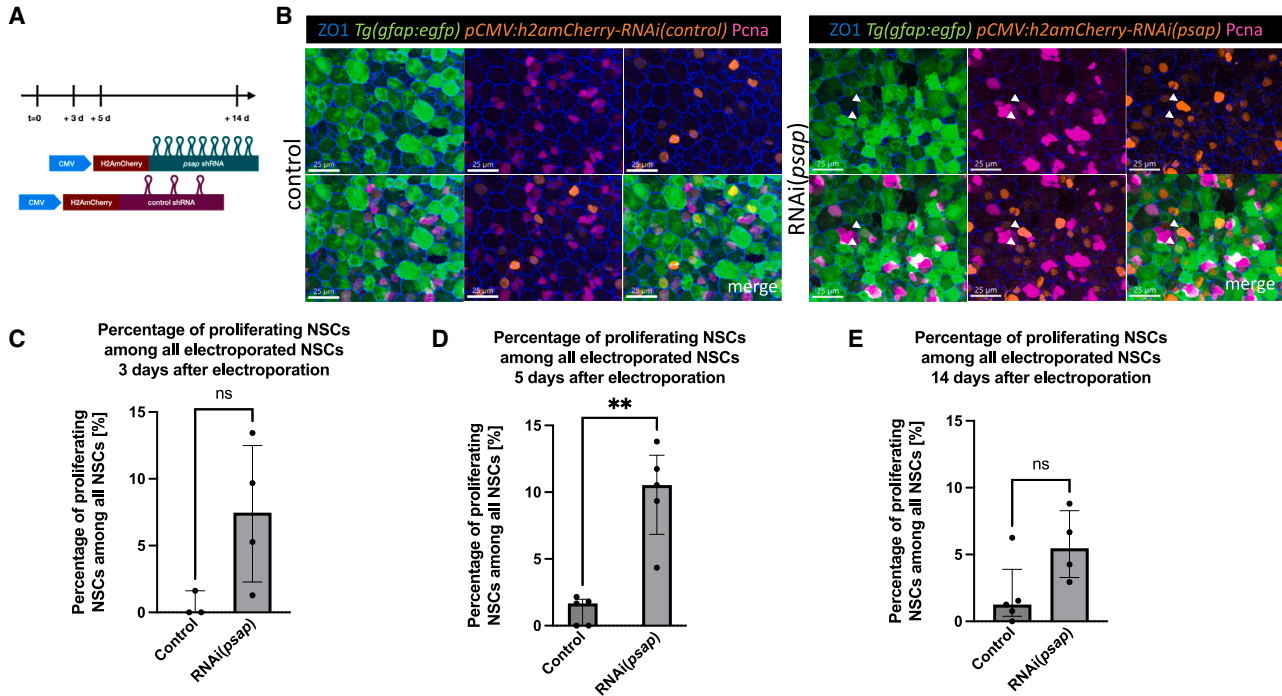 A
t=0
+ 3 d
+ 5 d
+ 14 d
CMV
H2AmCherry
psap shRNA
CMV
H2AmCherry
control shRNA
B
ZO1 Tg(gfap:egfp) pCMV:h2amCherry-RNAi(control) Pcna
control
25 µm
25 µm
25 µm
25 µm
25 µm
25 µm
merge
ZO1 Tg(gfap:egfp) pCMV:h2amCherry-RNAi(psap) Pcna
RNAi(psap)
25 µm
25 µm
25 µm
25 µm
25 µm
25 µm
merge
C
Percentage of proliferating NSCs
among all electroporated NSCs
3 days after electroporation
Percentage of proliferating
NSCs among all NSCs [%]
15
10
5
0
ns
Control
RNAi(psap)
D
Percentage of proliferating NSCs
among all electroporated NSCs
5 days after electroporation
Percentage of proliferating
NSCs among all NSCs [%]
15
10
5
0
**
Control
RNAi(psap)
E
Percentage of proliferating NSCs
among all electroporated NSCs
14 days after electroporation
Percentage of proliferating
NSCs among all NSCs [%]
15
10
5
0
ns
Control
RNAi(psap)